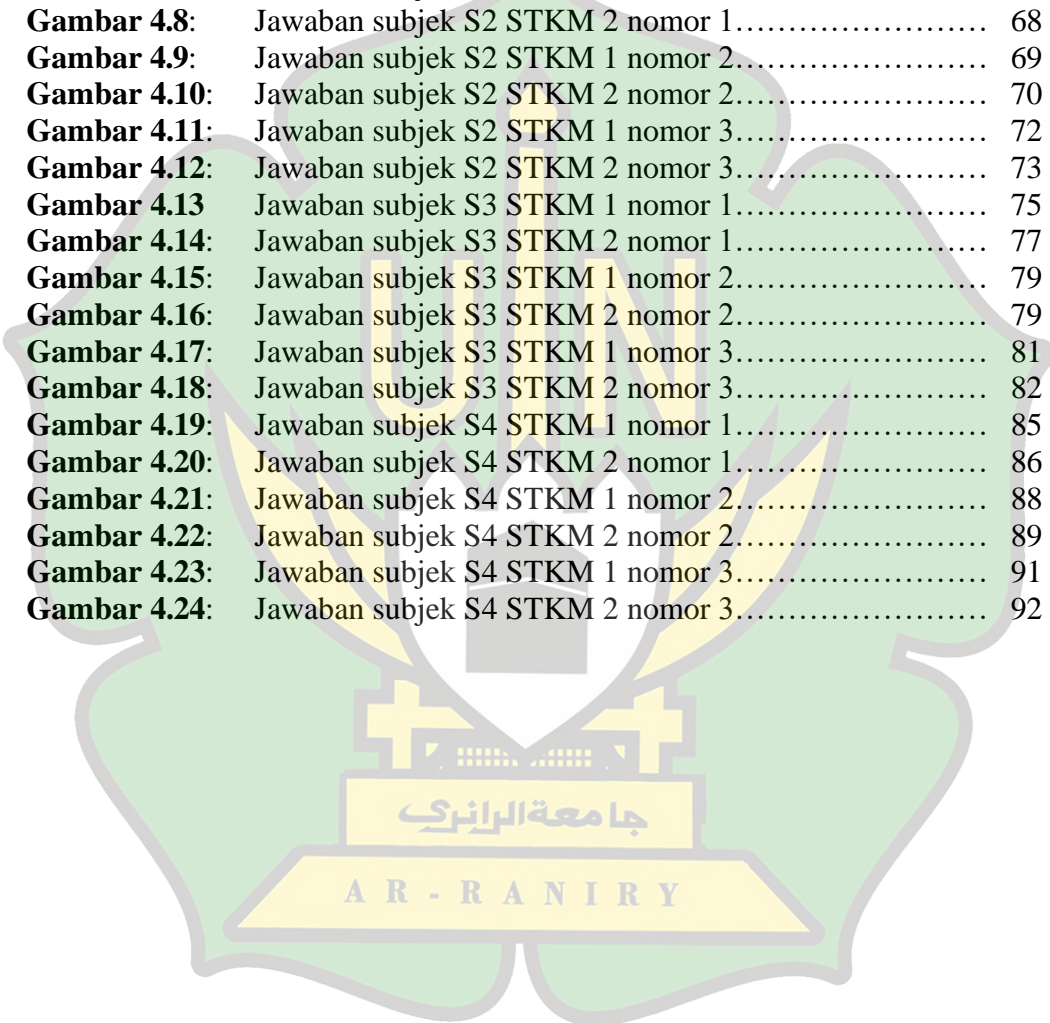 Gambar 4.8: Jawaban subjek S2 STKM 2 nomor 1…………………… 68
Gambar 4.9: Jawaban subjek S2 STKM 1 nomor 2…………………… 69
Gambar 4.10: Jawaban subjek S2 STKM 2 nomor 2…………………… 70
Gambar 4.11: Jawaban subjek S2 STKM 1 nomor 3…………………… 72
Gambar 4.12: Jawaban subjek S2 STKM 2 nomor 3…………………… 73
Gambar 4.13 Jawaban subjek S3 STKM 1 nomor 1…………………… 75
Gambar 4.14: Jawaban subjek S3 STKM 2 nomor 1…………………… 77
Gambar 4.15: Jawaban subjek S3 STKM 1 nomor 2…………………… 79
Gambar 4.16: Jawaban subjek S3 STKM 2 nomor 2…………………… 79
Gambar 4.17: Jawaban subjek S3 STKM 1 nomor 3…………………… 81
Gambar 4.18: Jawaban subjek S3 STKM 2 nomor 3…………………… 82
Gambar 4.19: Jawaban subjek S4 STKM 1 nomor 1…………………… 85
Gambar 4.20: Jawaban subjek S4 STKM 2 nomor 1…………………… 86
Gambar 4.21: Jawaban subjek S4 STKM 1 nomor 2…………………… 88
Gambar 4.22: Jawaban subjek S4 STKM 2 nomor 2…………………… 89
Gambar 4.23: Jawaban subjek S4 STKM 1 nomor 3…………………… 91
Gambar 4.24: Jawaban subjek S4 STKM 2 nomor 3…………………… 92
UIN
جامعة الرانري
AR-RANIRY